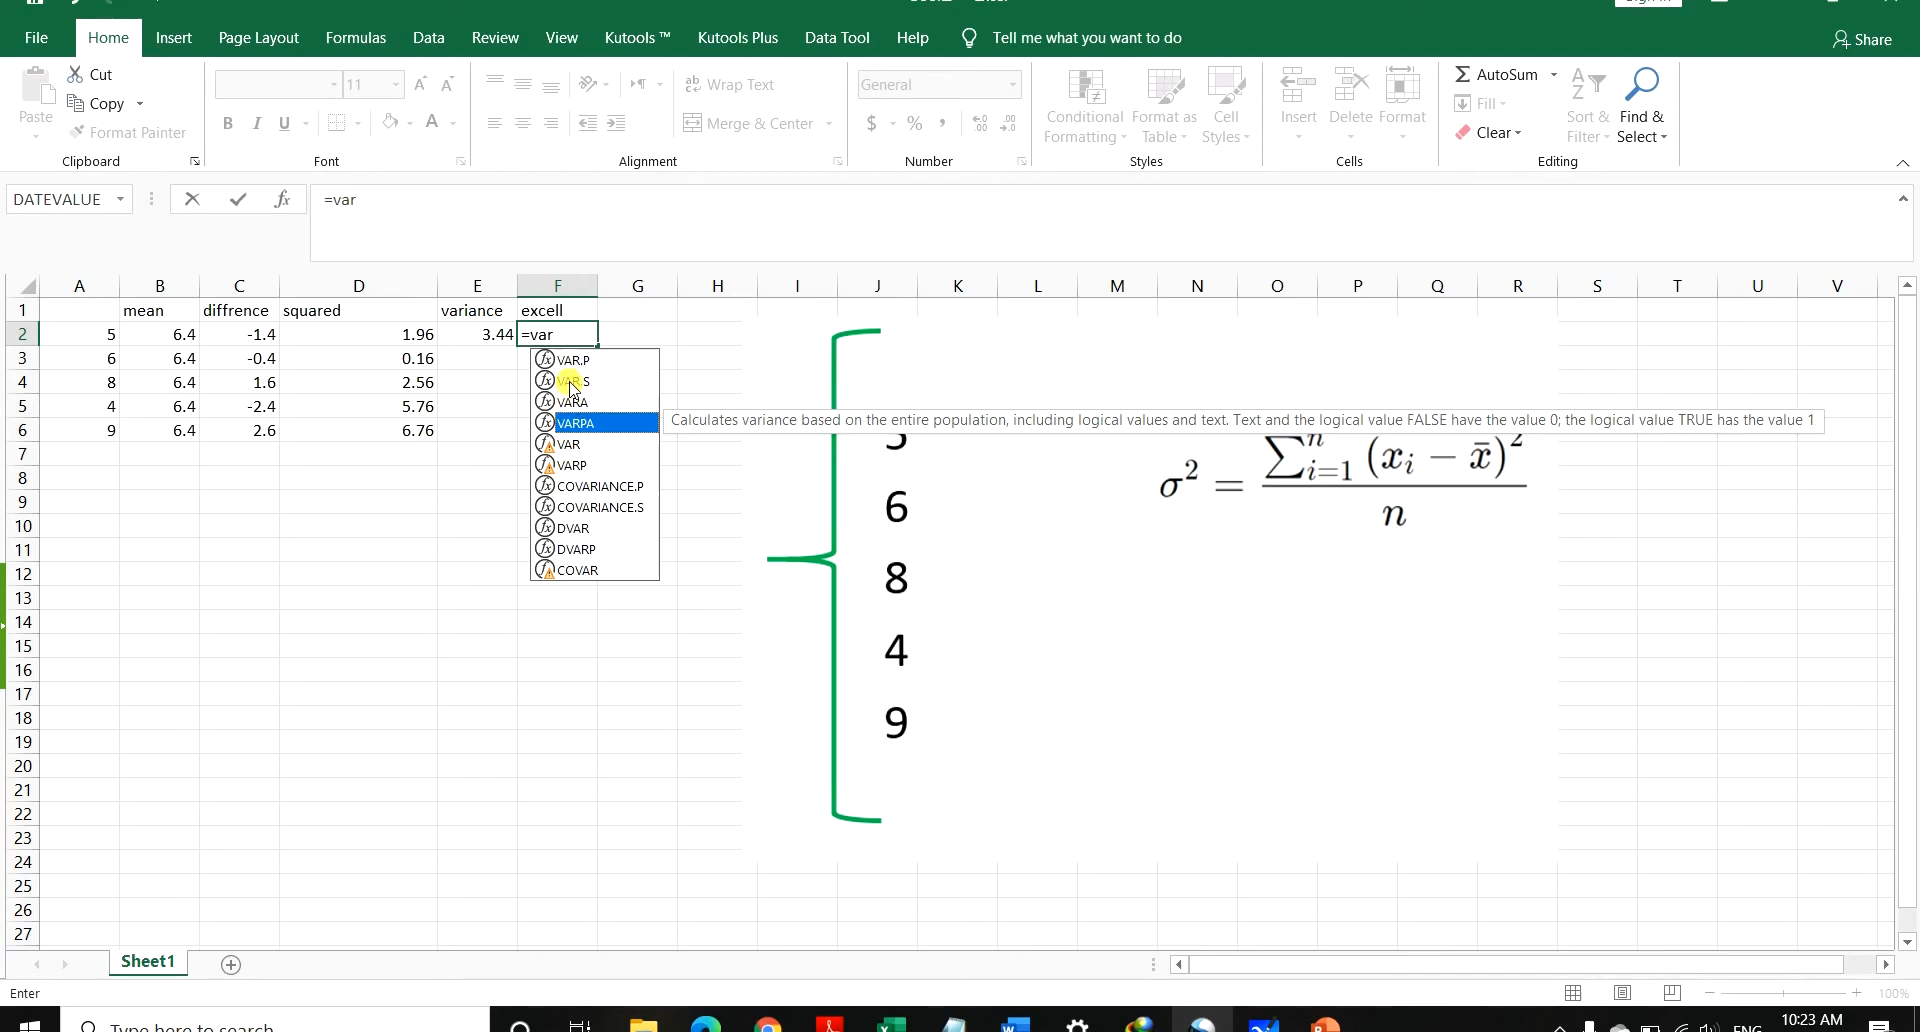 File Home Insert Page Layout Formulas Data Review View Kutools ™ Kutools Plus Data Tool Help Tell me what you want to do Share
Cut
Copy
Format Painter
Paste
Clipboard
11
B I U A
Font
Wrap Text
Merge & Center
Alignment
General
$ %
Number
Conditional Formatting
Format as Table
Cell Styles
Styles
Insert Delete Format
Cells
AutoSum
Fill
Clear
Sort & Filter
Find & Select
Editing
DATEVALUE fx =var
A B C D E F G H I J K L M N O P Q R S T U V
1 mean diffrence squared variance excell
2 5 6.4 -1.4 1.96 3.44 =var
3 6 6.4 -0.4 0.16
4 8 6.4 1.6 2.56
5 4 6.4 -2.4 5.76
6 9 6.4 2.6 6.76
7
8
9
10
11
12
13
14
15
16
17
18
19
20
21
22
23
24
25
26
27
VAR.P
VAR.S
VARA
VARPA
VAR
VARP
COVARIANCE.P
COVARIANCE.S
DVAR
DVARP
COVAR
Calculates variance based on the entire population, including logical values and text. Text and the logical value FALSE have the value 0; the logical value TRUE has the value 1
6
8
4
9
σ² = ∑ⁿᵢ₌₁ (xᵢ − x̄)² / n
Sheet1
Enter 100%
Type here to search
ENG 10:23 AM